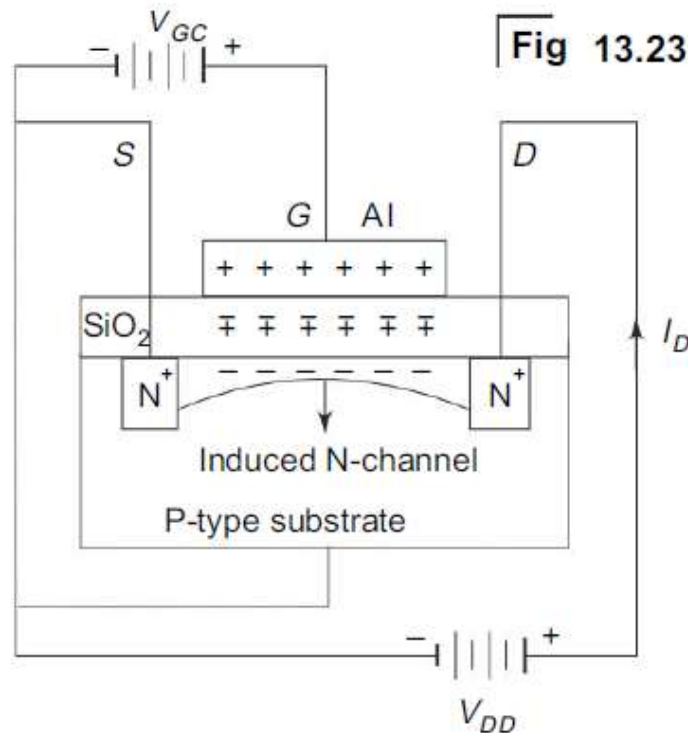 V_GC
Fig 13.23
− +
S
D
G Al
+ + + + + +
SiO₂
∓ ∓ ∓ ∓ ∓ ∓
I_D
− − − − − −
N⁺ N⁺
Induced N-channel
P-type substrate
− +
V_DD